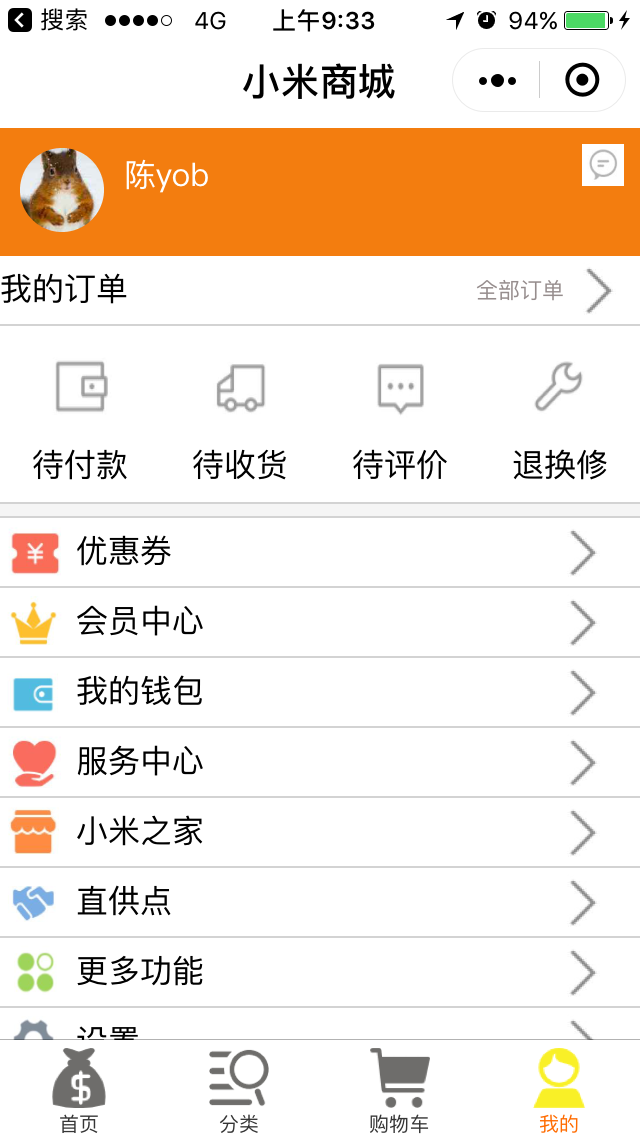 搜索 4G 上午9:33 94%
小米商城
陈yob
我的订单 全部订单
待付款 待收货 待评价 退换修
¥ 优惠券
会员中心
我的钱包
服务中心
小米之家
直供点
更多功能
设置
$
首页 分类 购物车 我的